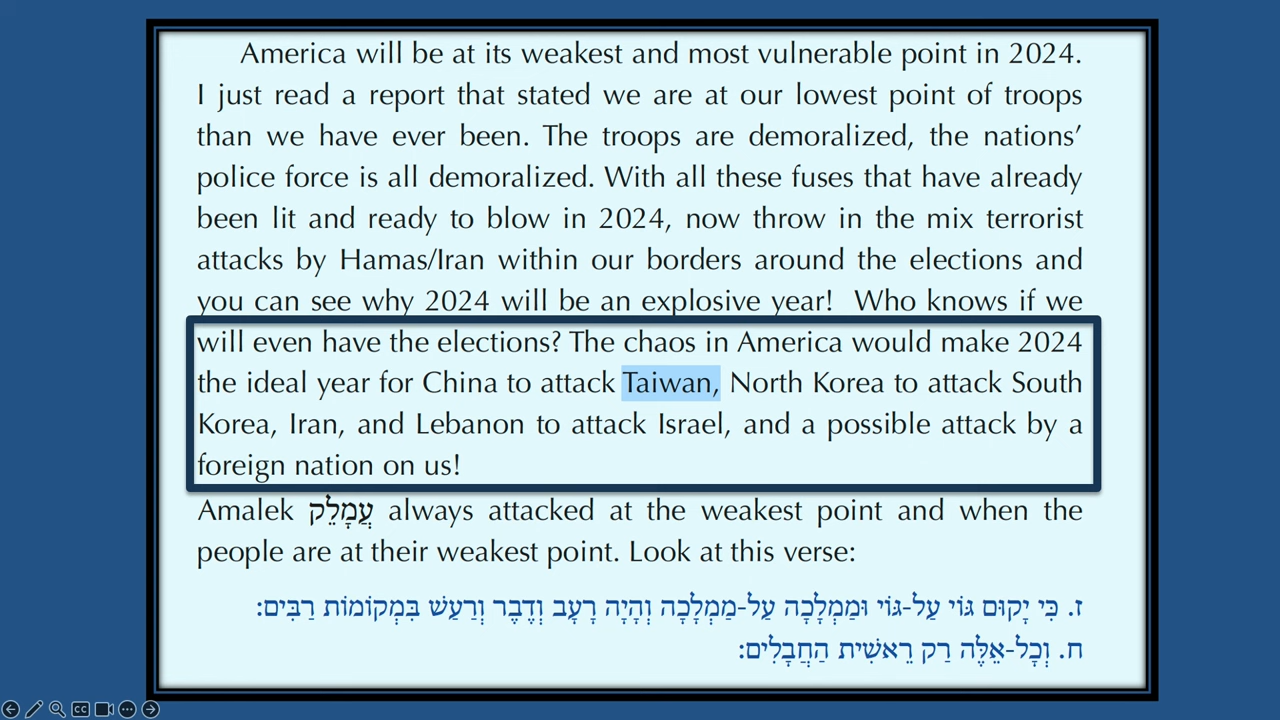 America will be at its weakest and most vulnerable point in 2024.
I just read a report that stated we are at our lowest point of troops
than we have ever been. The troops are demoralized, the nations’
police force is all demoralized. With all these fuses that have already
been lit and ready to blow in 2024, now throw in the mix terrorist
attacks by Hamas/Iran within our borders around the elections and
you can see why 2024 will be an explosive year! Who knows if we
will even have the elections? The chaos in America would make 2024
the ideal year for China to attack Taiwan, North Korea to attack South
Korea, Iran, and Lebanon to attack Israel, and a possible attack by a
foreign nation on us!
Amalek עֲמָלֵק always attacked at the weakest point and when the
people are at their weakest point. Look at this verse:
ז. כִּי יָקוּם גּוֹי עַל-גּוֹי וּמַמְלָכָה עַל-מַמְלָכָה וְהָיָה רָעָב וְדֶבֶר וְרַעַשׁ בִּמְקוֹמוֹת רַבִּים:
ח. וְכָל-אֵלֶּה רַק רֵאשִׁית הַחֲבָלִים:
CC